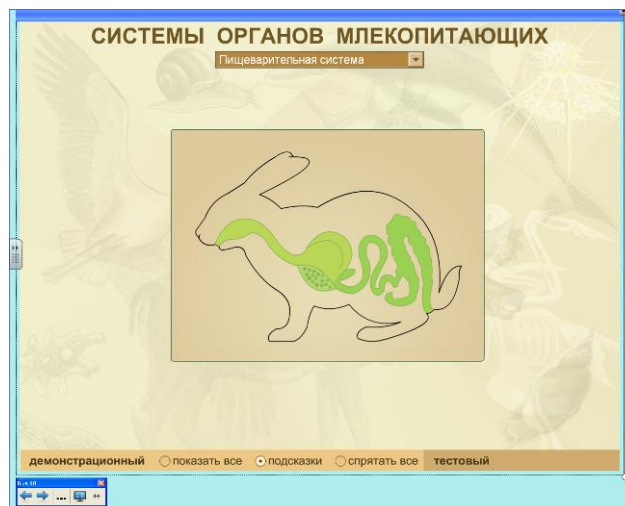 СИСТЕМЫ ОРГАНОВ МЛЕКОПИТАЮЩИХ
Пищеварительная система
демонстрационный показать все подсказки спрятать все тестовый